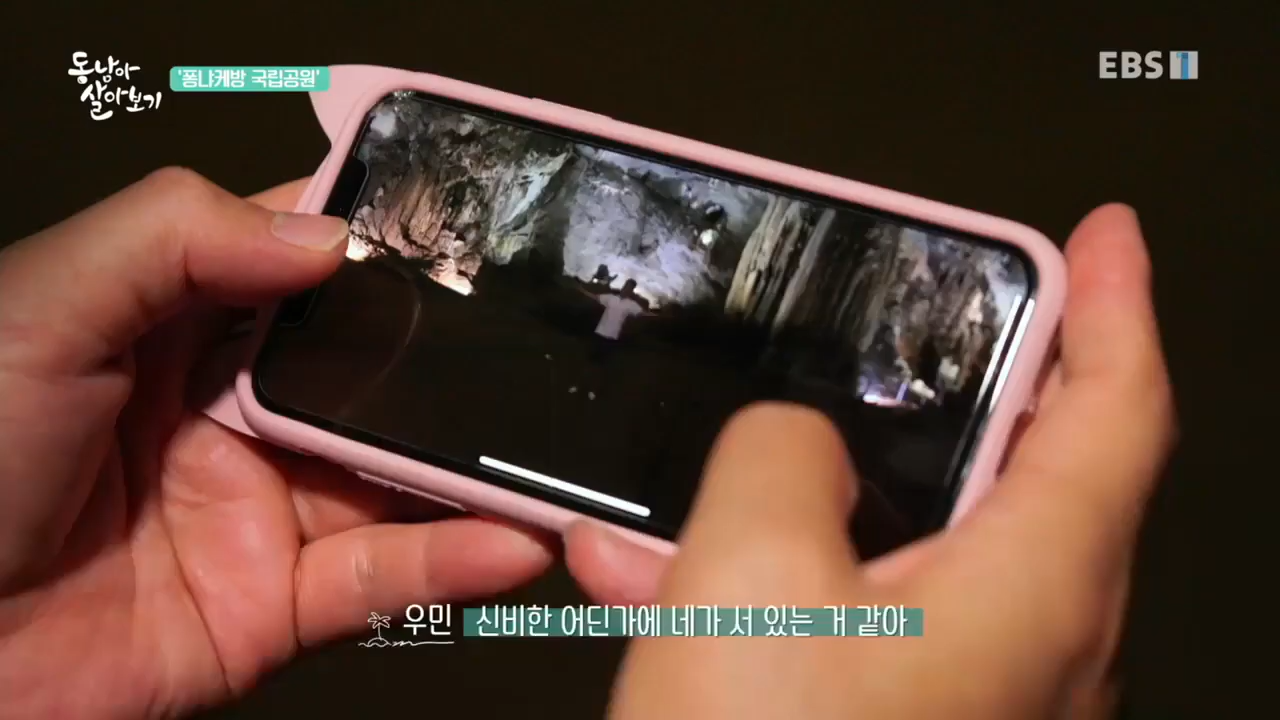 동남아
살아보기
'퐁냐케방 국립공원'
EBS 1
우민 신비한 어딘가에 네가 서 있는 거 같아